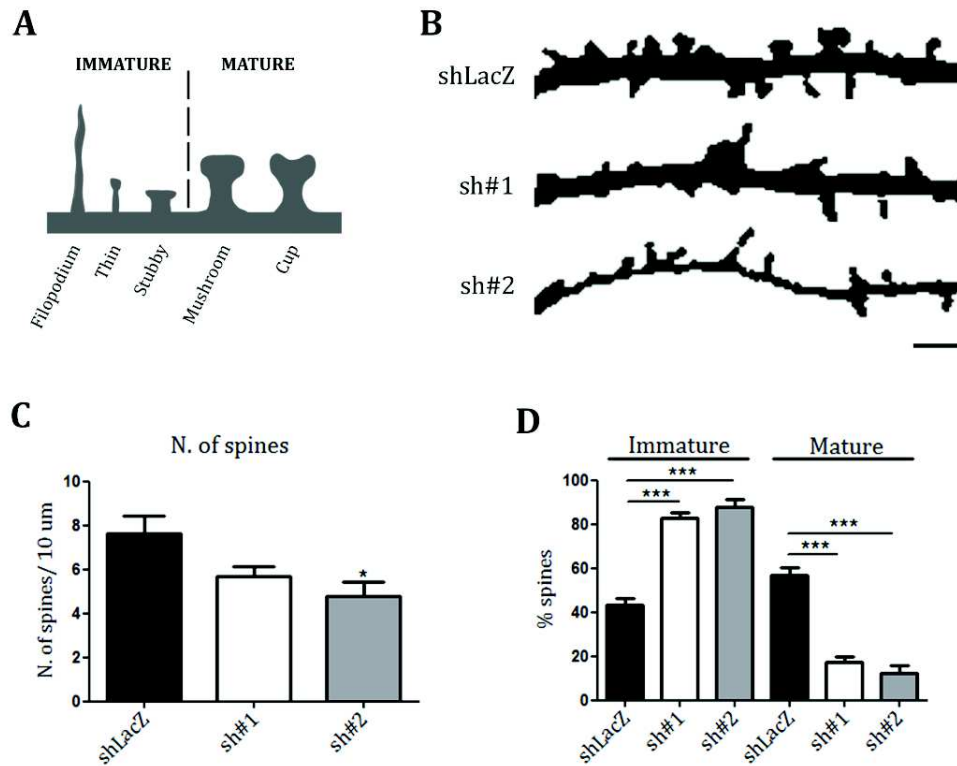 A
IMMATURE
MATURE
Filopodium
Thin
Stubby
Mushroom
Cup
B
shLacZ
sh#1
sh#2
C
N. of spines
N. of spines/ 10 um
10
8
6
4
2
0
*
shLacZ
sh#1
sh#2
D
Immature
Mature
% spines
100
80
60
40
20
0
***
***
***
***
shLacZ
sh#1
sh#2
shLacZ
sh#1
sh#2